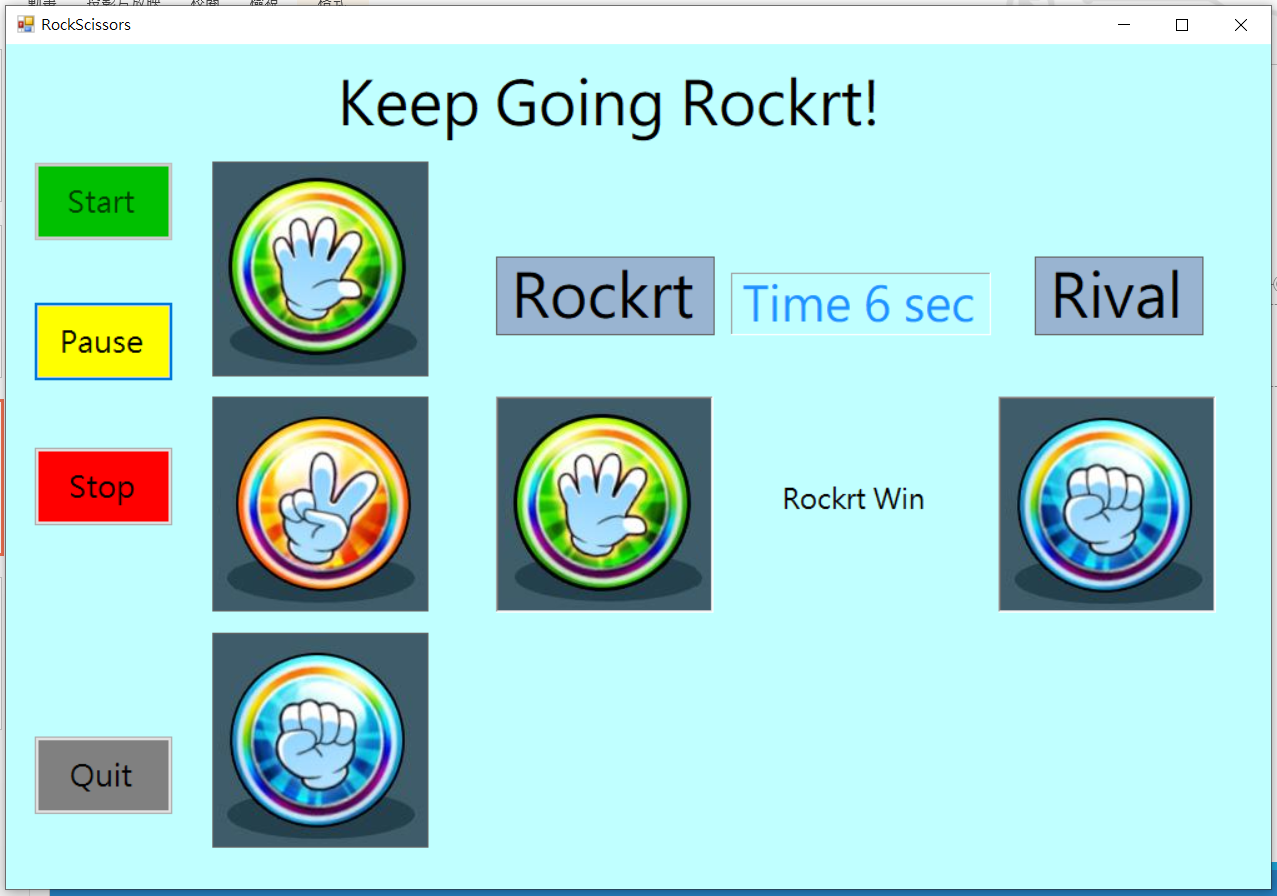 RockScissors
Keep Going Rockrt!
Start
Pause
Stop
Quit
Rockrt
Time 6 sec
Rival
Rockrt Win